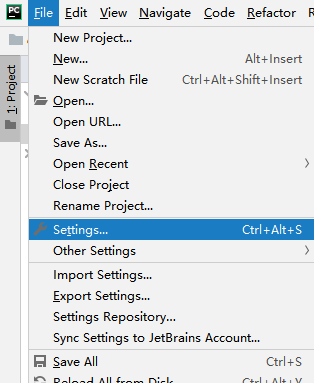 PC File Edit View Navigate Code Refactor
New Project...
New... Alt+Insert
New Scratch File Ctrl+Alt+Shift+Insert
Open...
Open URL...
Save As...
Open Recent
Close Project
Rename Project...
Settings... Ctrl+Alt+S
Other Settings
Import Settings...
Export Settings...
Settings Repository...
Sync Settings to JetBrains Account...
Save All Ctrl+S
Reload All from Disk Ctrl+Alt+Y
1: Project